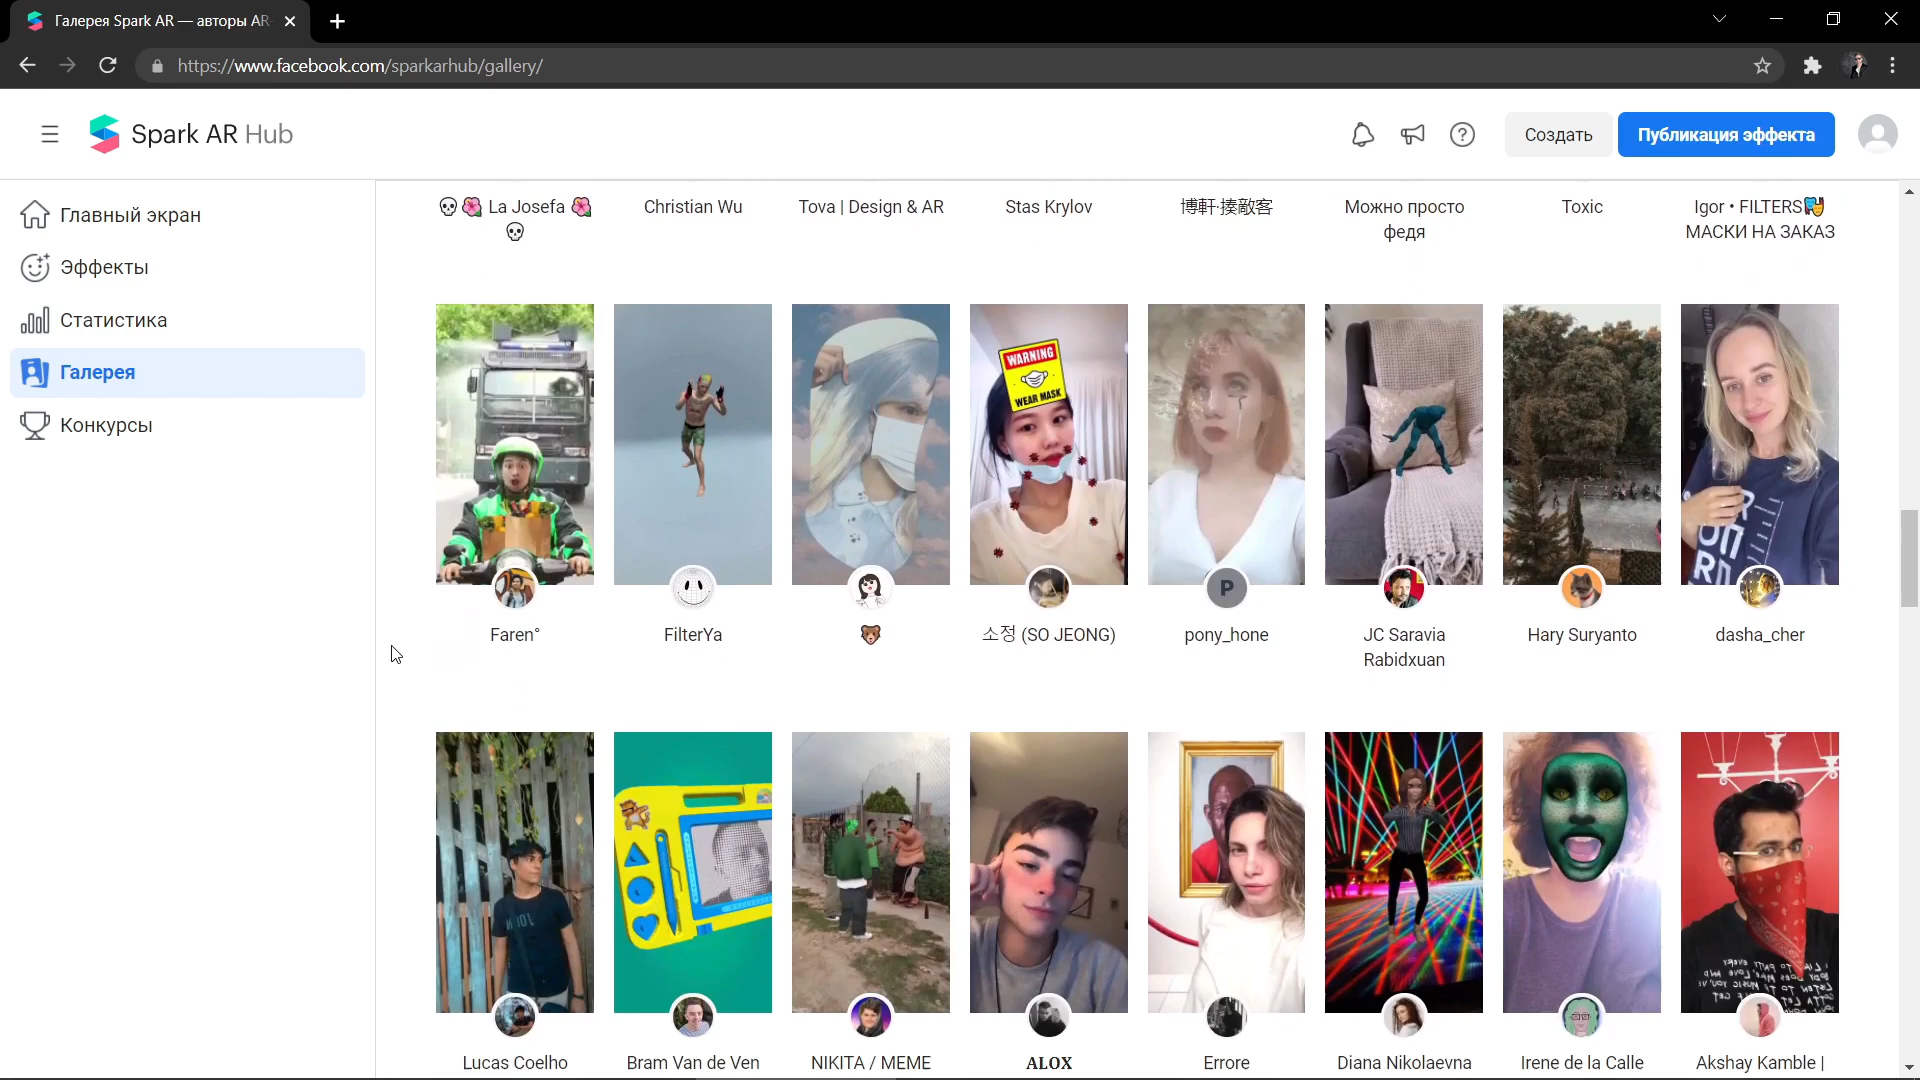 Галерея Spark AR — авторы AR-
https://www.facebook.com/sparkarhub/gallery/
Spark AR Hub
Создать
Публикация эффекта
Главный экран
Эффекты
Статистика
Галерея
Конкурсы
💀🌺 La Josefa 🌺
💀
Christian Wu
Tova | Design & AR
Stas Krylov
博軒·揍敵客
Можно просто
федя
Toxic
Igor • FILTERS🎭
МАСКИ НА ЗАКАЗ
WARNING
WEAR MASK
Faren°
FilterYa
🐻
소정 (SO JEONG)
P
pony_hone
JC Saravia
Rabidxuan
Hary Suryanto
dasha_cher
Lucas Coelho
Bram Van de Ven
NIKITA / MEME
ALOX
Errore
Diana Nikolaevna
Irene de la Calle
Akshay Kamble |